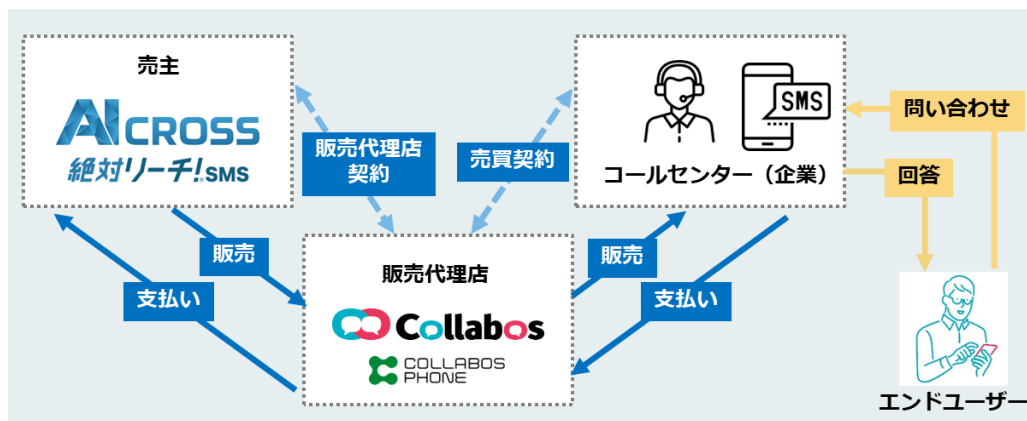 売主
AI CROSS
絶対リーチ!SMS
販売代理店
契約
売買契約
SMS
コールセンター（企業）
問い合わせ
回答
販売
支払い
販売代理店
Collabos
COLLABOS
PHONE
販売
支払い
エンドユーザー